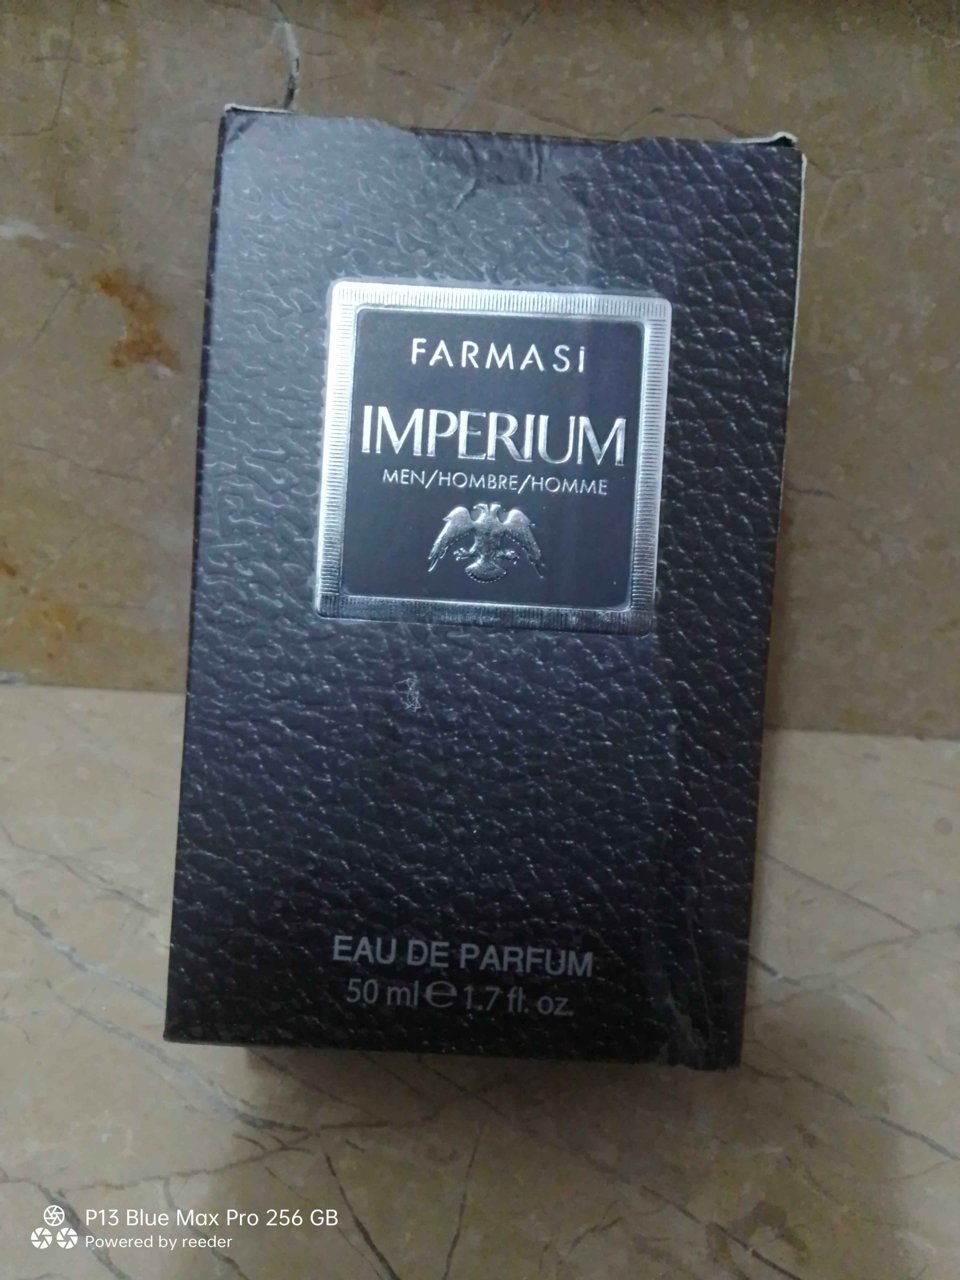 FARMASİ
IMPERIUM
MEN/HOMBRE/HOMME
EAU DE PARFUM
50 ml ℮ 1.7 fl. oz.
P13 Blue Max Pro 256 GB
Powered by reeder